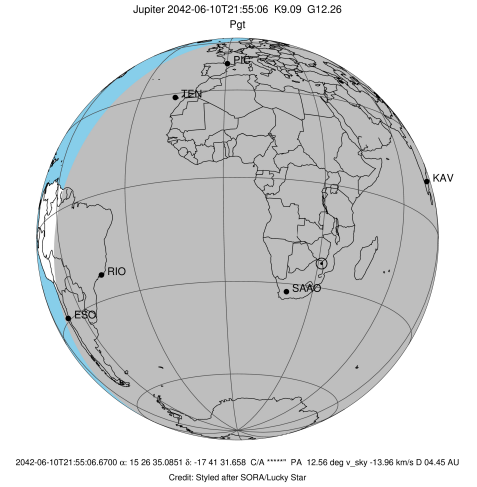 Jupiter 2042-06-10T21:55:06 K9.09 G12.26
Pgt
PIC
TEN
KAV
RIO
SAAO
ESO
2042-06-10T21:55:06.6700 α: 15 26 35.0851 δ: -17 41 31.658 C/A *****" PA 12.56 deg v_sky -13.96 km/s D 04.45 AU
Credit: Styled after SORA/Lucky Star